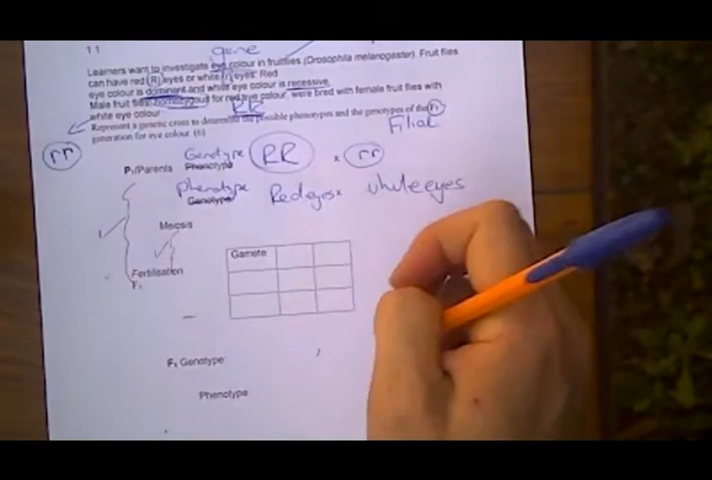 1 1
gene
Learners want to investigate eye colour in fruitflies (Drosophila melanogaster). Fruit flies
can have red (R) eyes or white (r) eyes. Red
eye colour is dominant and white eye colour is recessive.
RR
Male fruit flies, homozygous for red eye colour, were bred with female fruit flies with
white eye colour.
Represent a genetic cross to determine the possible phenotypes and the genotypes of the F₁
generation for eye colour. (6)
Filial
rr
P₁/Parents Genotype Phenotype RR x rr
Phenotype Genotype Red eyes x white eyes
Meiosis
Gamete
Fertilisation
F₁
F₁ Genotype:
Phenotype: